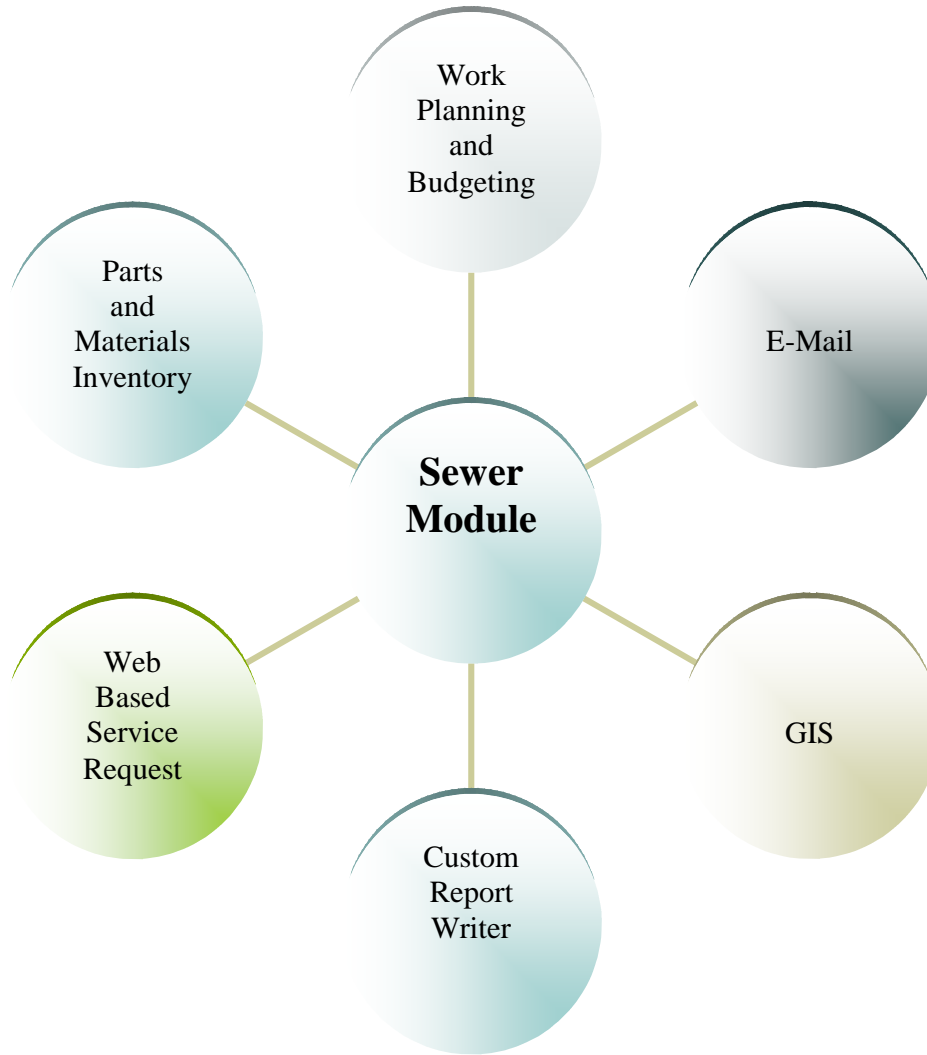 Work
Planning
and
Budgeting
Parts
and
Materials
Inventory
E-Mail
Sewer
Module
Web
Based
Service
Request
GIS
Custom
Report
Writer